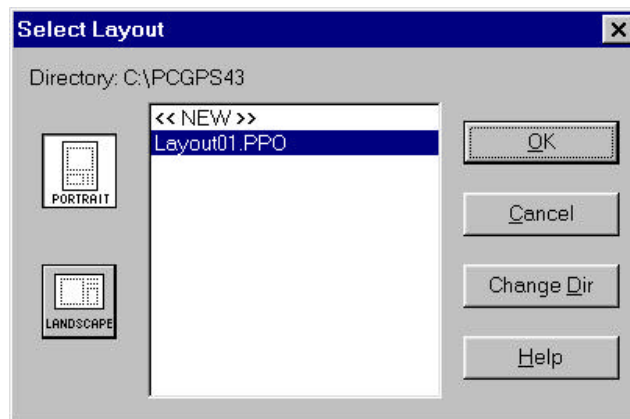 Select Layout
Directory: C:\PCGPS43
<< NEW >>
Layout01.PPO
PORTRAIT
LANDSCAPE
OK
Cancel
Change Dir
Help